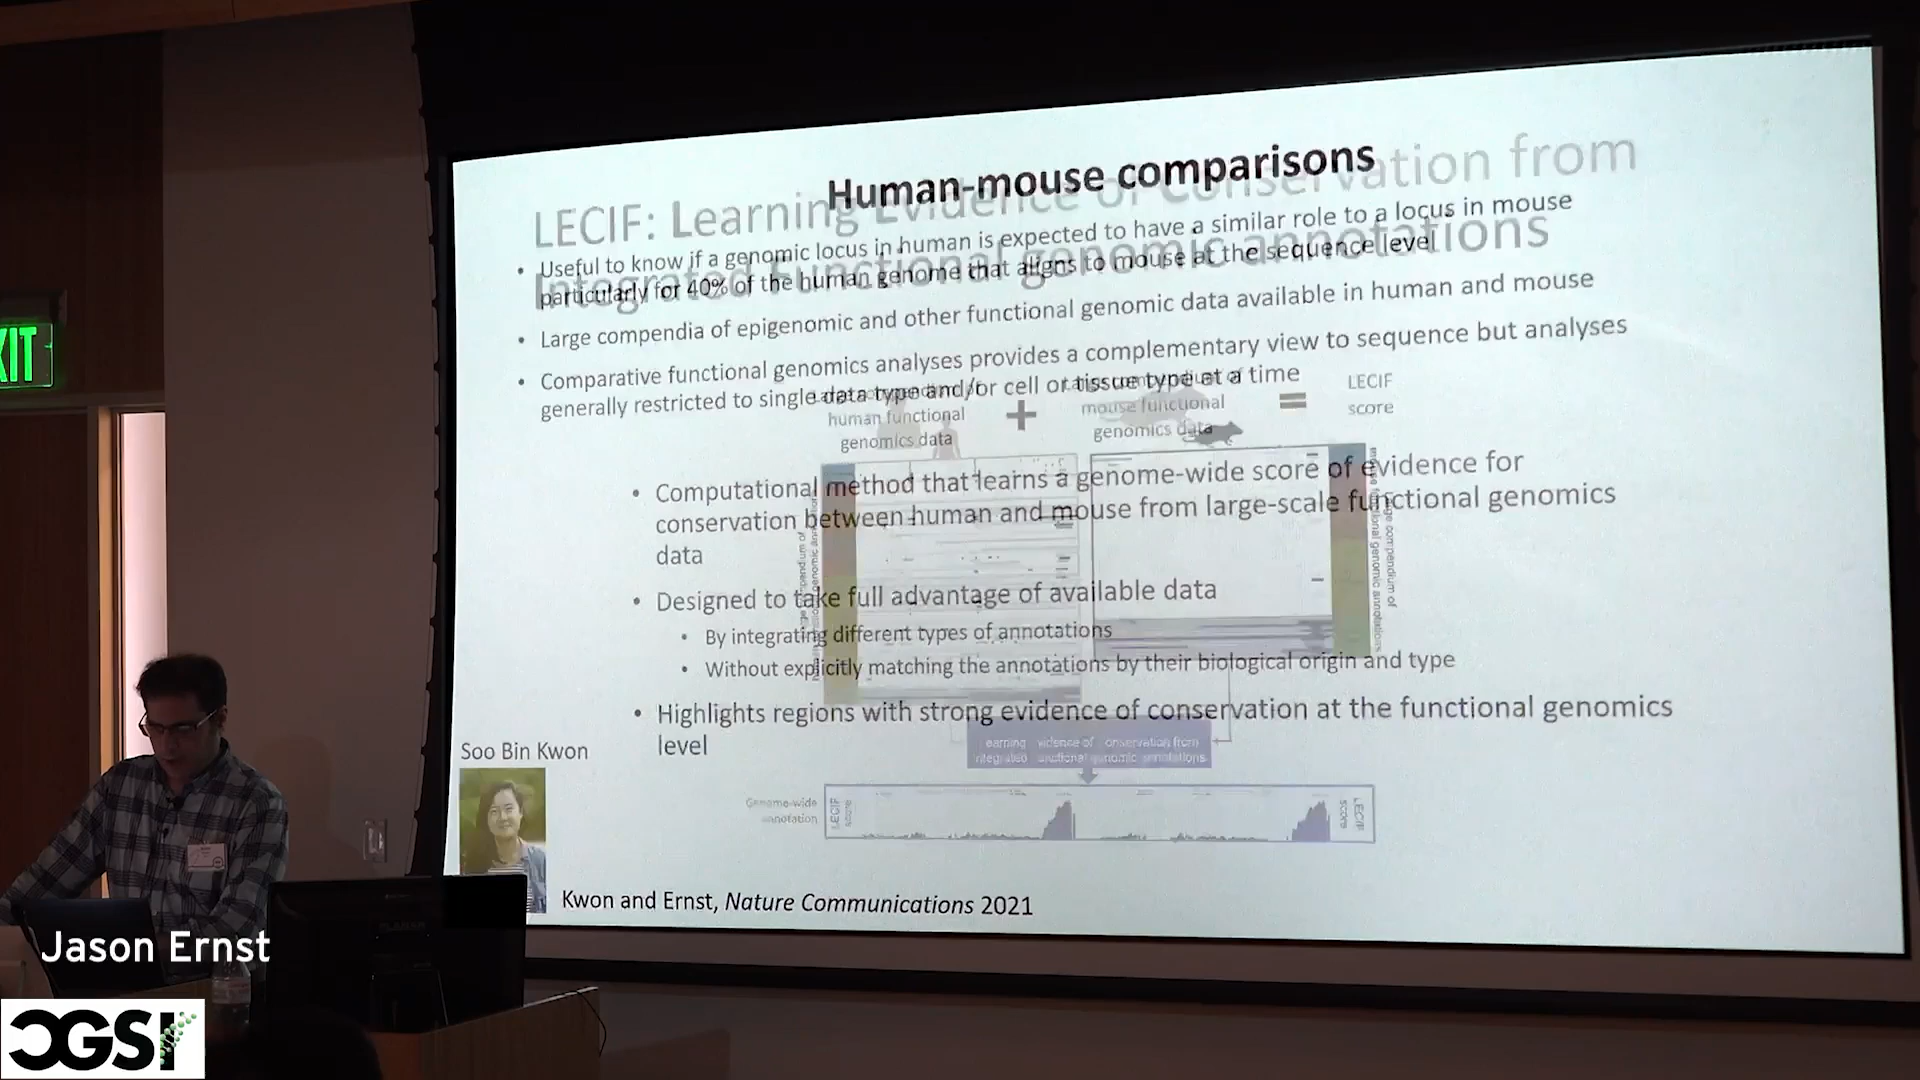 Human-mouse comparisons
LECIF: Learning Evidence of Conservation from
Integrated Functional genomic annotations
• Useful to know if a genomic locus in human is expected to have a similar role to a locus in mouse
particularly for 40% of the human genome that aligns to mouse at the sequence level
• Large compendia of epigenomic and other functional genomic data available in human and mouse
• Comparative functional genomics analyses provides a complementary view to sequence but analyses
generally restricted to single data type and/or cell or tissue type at a time
human functional
genomics data
+
mouse functional
genomics data
=
LECIF
score
• Computational method that learns a genome-wide score of evidence for
conservation between human and mouse from large-scale functional genomics
data
• Designed to take full advantage of available data
• By integrating different types of annotations
• Without explicitly matching the annotations by their biological origin and type
• Highlights regions with strong evidence of conservation at the functional genomics
level
Genome-wide
annotation
LECIF
score
LECIF
score
Soo Bin Kwon
Kwon and Ernst, Nature Communications 2021
Jason Ernst
CGSI